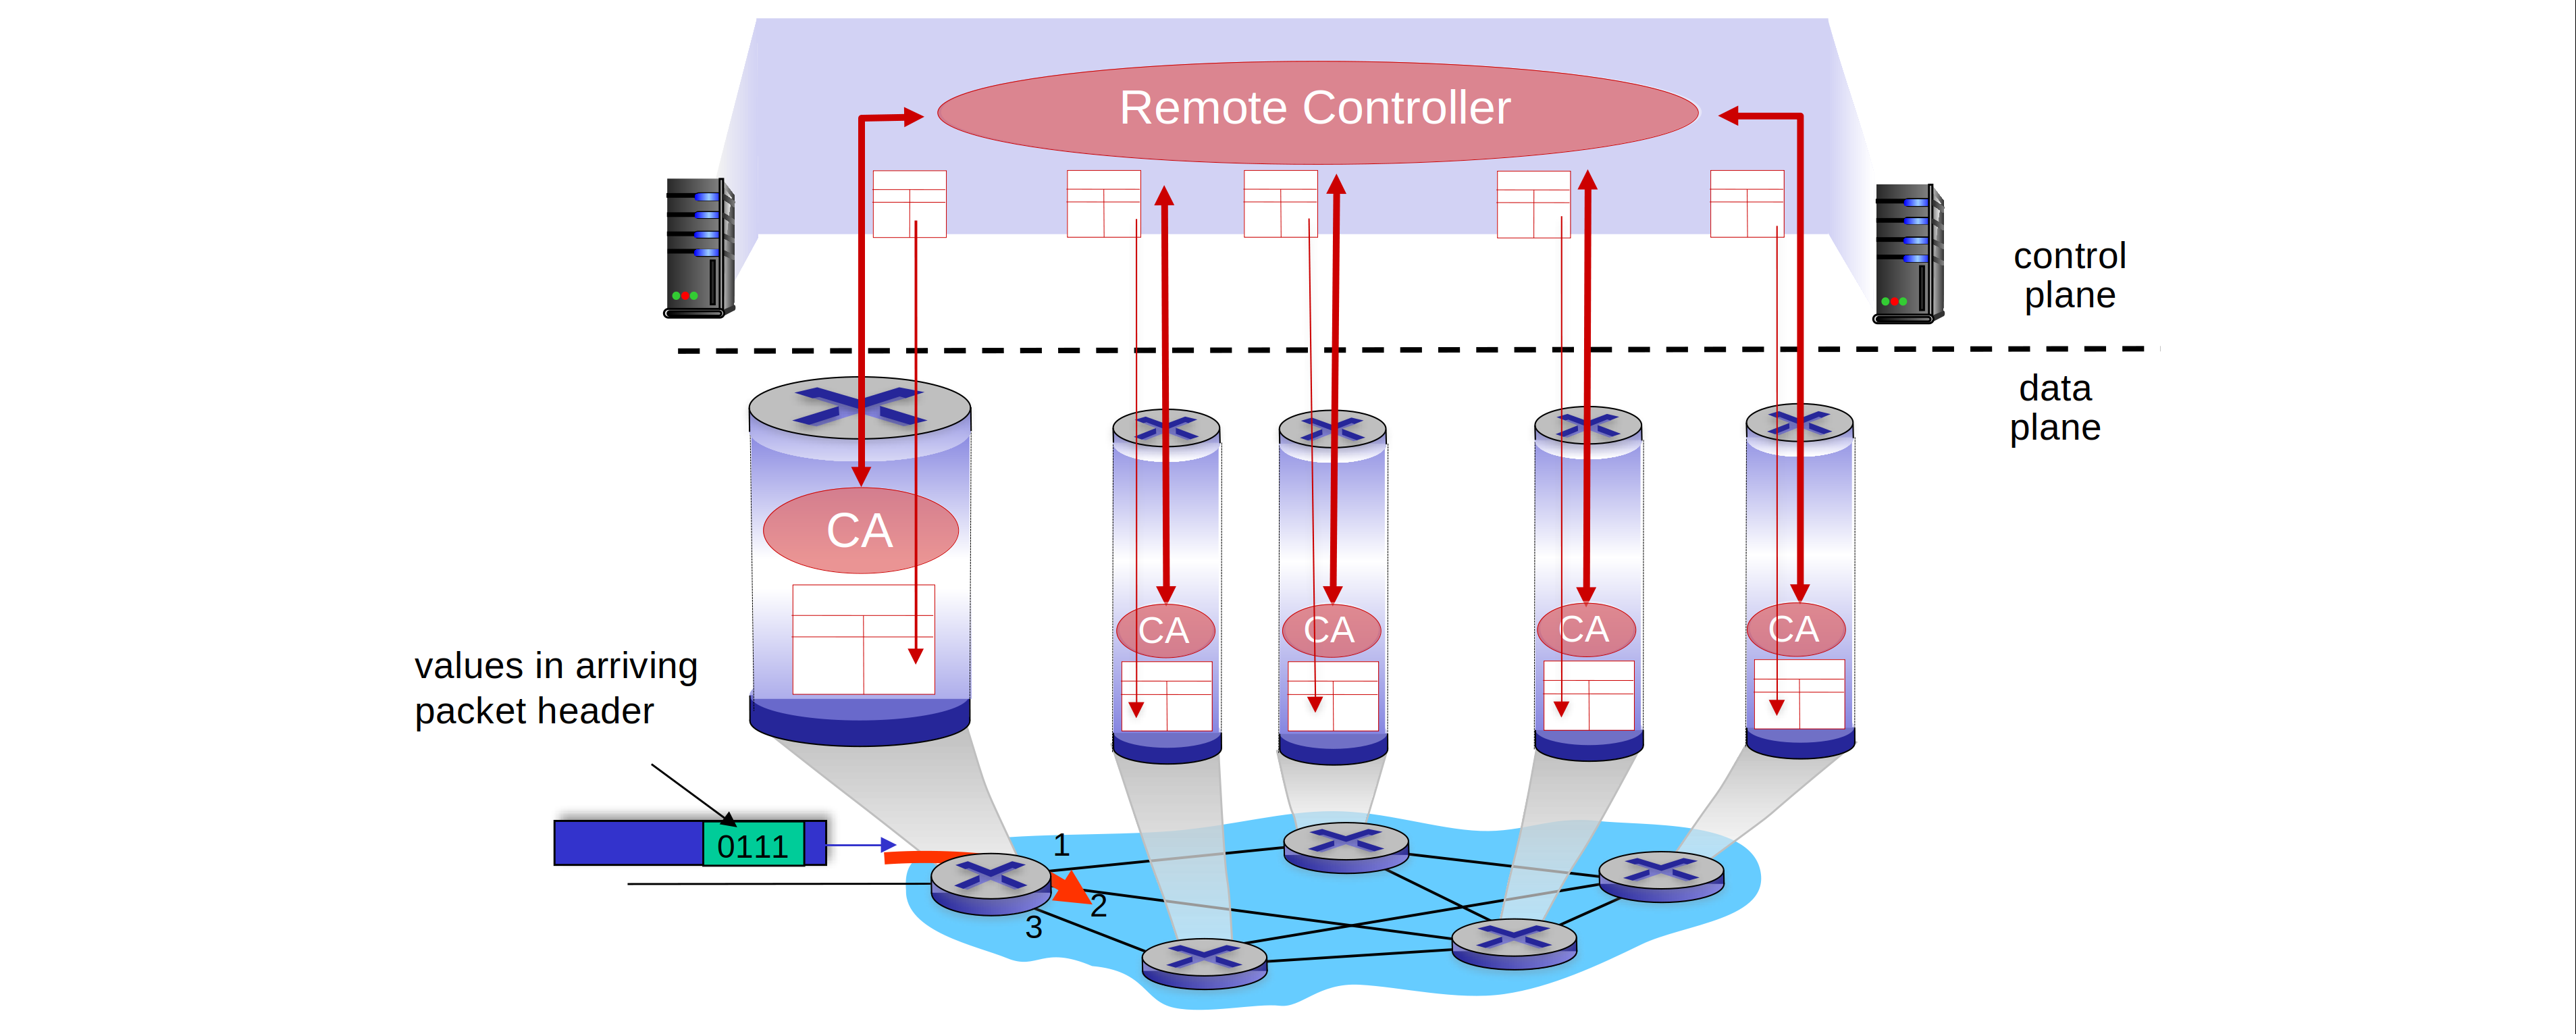 Remote Controller
control
plane
data
plane
CA
CA
CA
CA
CA
values in arriving
packet header
0111
1
2
3